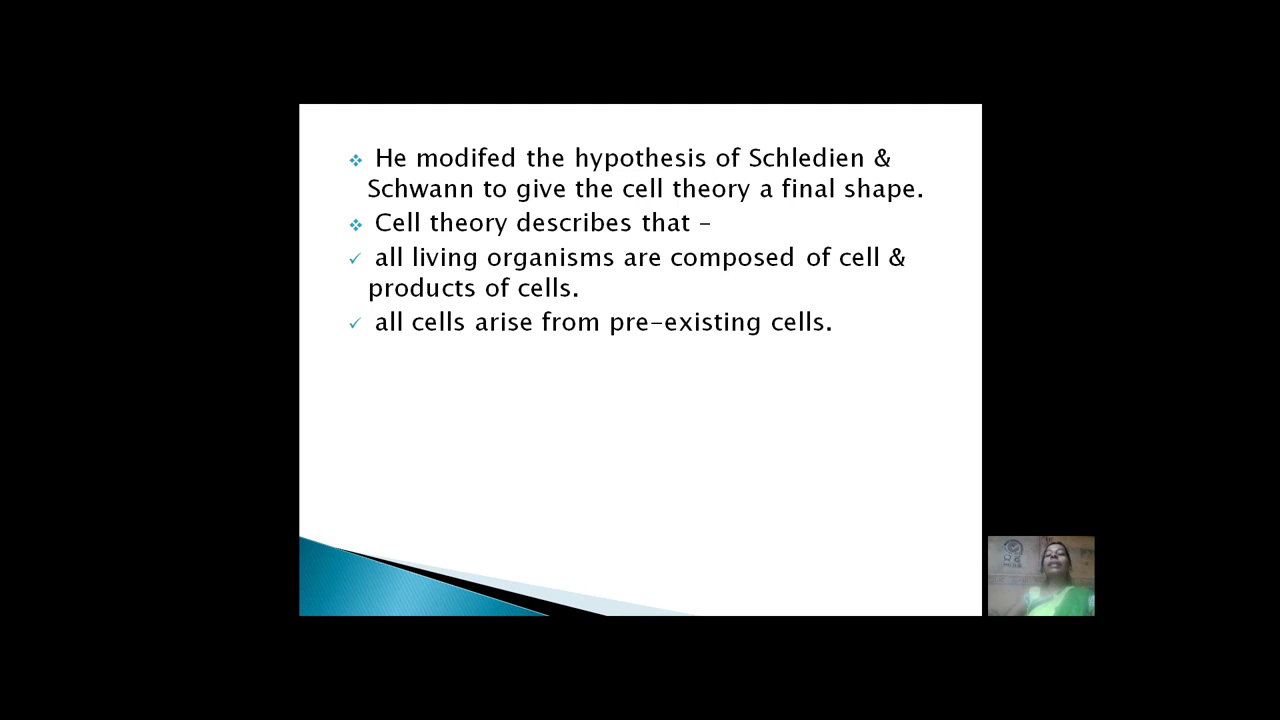 ❖ He modifed the hypothesis of Schledien &
Schwann to give the cell theory a final shape.
❖ Cell theory describes that –
✓ all living organisms are composed of cell &
products of cells.
✓ all cells arise from pre-existing cells.